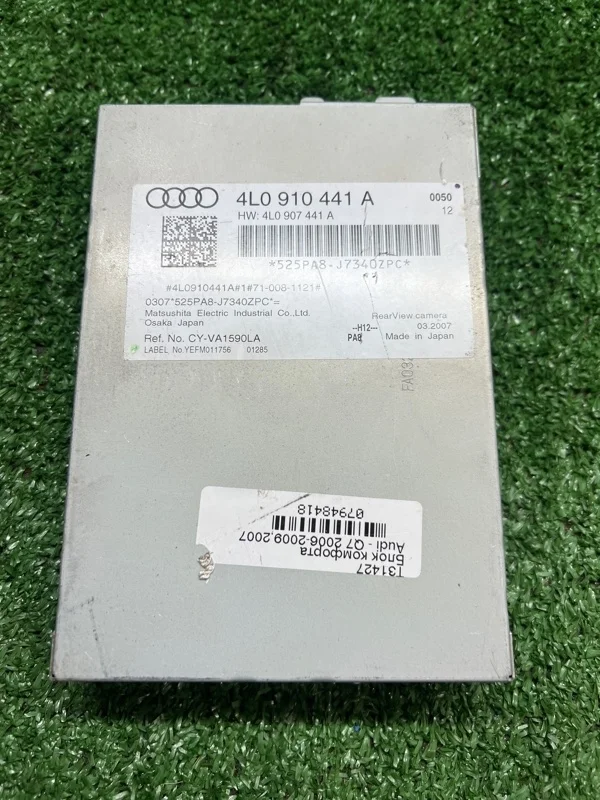 4L0 910 441 A
0050
HW: 4L0 907 441 A
12
*525PA8-J7340ZPC*
#4L0910441A#1#71-008-1121#
0307*525PA8-J7340ZPC*=
Matsushita Electric Industrial Co.,Ltd.
RearView camera
Osaka Japan
--H12---
03.2007
Ref. No. CY-VA1590LA
PA8
Made in Japan
LABEL No.YEFM011756 01285
T31427
Блок комфорта
Audi - Q7 2006-2009,2007
07948418